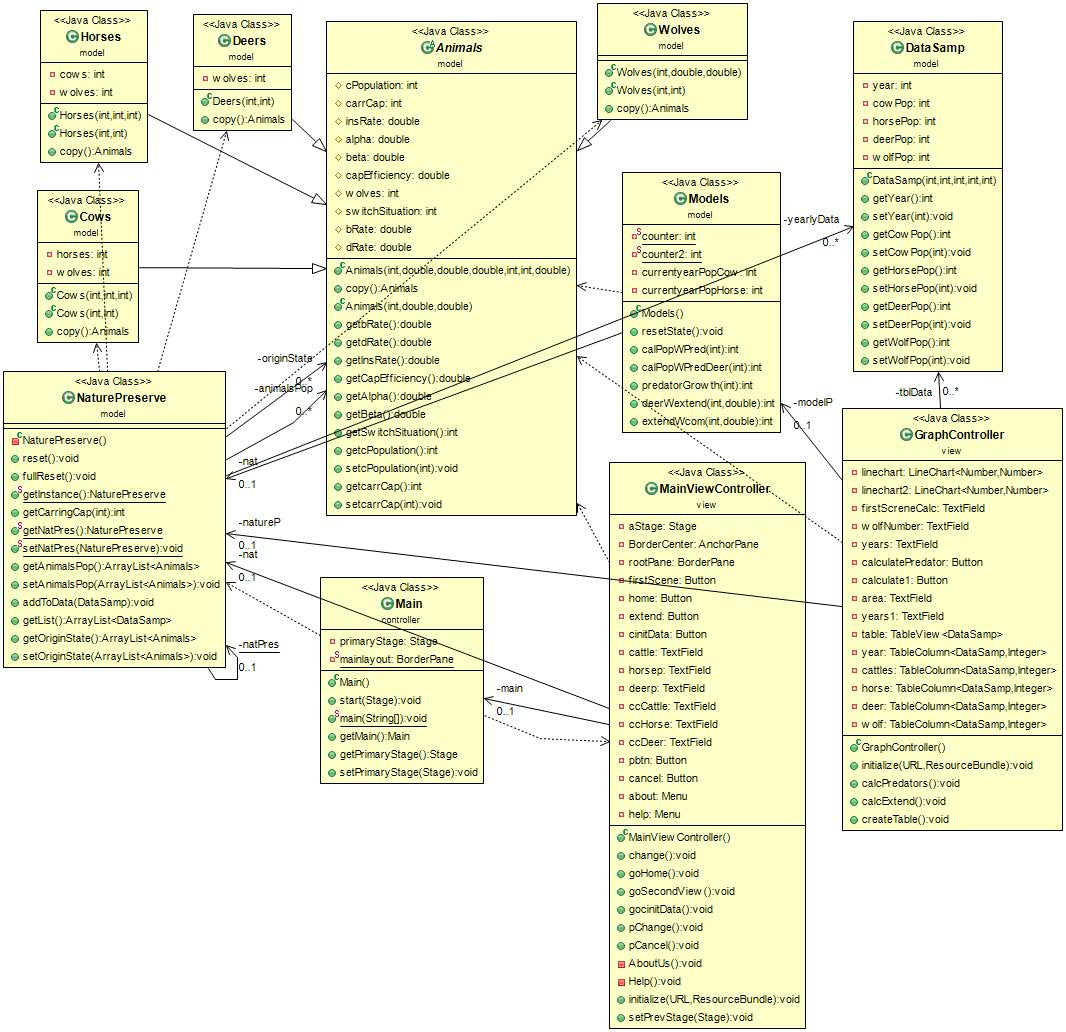 <<Java Class>>
Horses
model
cows: int
wolves: int
Horses(int,int,int)
Horses(int,int)
copy():Animals
<<Java Class>>
Deers
model
wolves: int
Deers(int,int)
copy():Animals
<<Java Class>>
Animals
model
cPopulation: int
carrCap: int
insRate: double
alpha: double
beta: double
capEfficiency: double
wolves: int
switchSituation: int
bRate: double
dRate: double
Animals(int,double,double,double,int,int,double)
copy():Animals
Animals(int,double,double)
getbRate():double
getdRate():double
getInsRate():double
getCapEfficiency():double
getAlpha():double
getBeta():double
getSwitchSituation():int
getcPopulation():int
setcPopulation(int):void
getcarrCap():int
setcarrCap(int):void
<<Java Class>>
Wolves
model
Wolves(int,double,double)
Wolves(int,int)
copy():Animals
<<Java Class>>
DataSamp
model
year: int
cowPop: int
horsePop: int
deerPop: int
wolfPop: int
DataSamp(int,int,int,int,int)
getYear():int
setYear(int):void
getCowPop():int
setCowPop(int):void
getHorsePop():int
setHorsePop(int):void
getDeerPop():int
setDeerPop(int):void
getWolfPop():int
setWolfPop(int):void
<<Java Class>>
Cows
model
horses: int
wolves: int
Cows(int,int,int)
Cows(int,int)
copy():Animals
<<Java Class>>
Models
model
counter: int
counter2: int
currentyearPopCow: int
currentyearPopHorse: int
Models()
resetState():void
calPopWPred(int):int
calPopWPredDeer(int):int
predatorGrowth(int):int
deerWextend(int,double):int
extendWcom(int,double):int
-yearlyData
0..*
<<Java Class>>
NaturePreserve
model
NaturePreserve()
reset():void
fullReset():void
getInstance():NaturePreserve
getCarringCap(int):int
getNatPres():NaturePreserve
setNatPres(NaturePreserve):void
getAnimalsPop():ArrayList<Animals>
setAnimalsPop(ArrayList<Animals>):void
addToData(DataSamp):void
getList():ArrayList<DataSamp>
getOriginState():ArrayList<Animals>
setOriginState(ArrayList<Animals>):void
-originState
0..*
-animalsPop
0..*
-nat
0..1
-natureP
0..1
-nat
0..1
-natPres
0..1
-modelP
0..1
-tblData
0..*
<<Java Class>>
GraphController
view
linechart: LineChart<Number,Number>
linechart2: LineChart<Number,Number>
firstScreneCalc: TextField
wolfNumber: TextField
years: TextField
calculatePredator: Button
calculate1: Button
area: TextField
years1: TextField
table: TableView<DataSamp>
year: TableColumn<DataSamp,Integer>
cattles: TableColumn<DataSamp,Integer>
horse: TableColumn<DataSamp,Integer>
deer: TableColumn<DataSamp,Integer>
wolf: TableColumn<DataSamp,Integer>
GraphController()
initialize(URL,ResourceBundle):void
calcPredators():void
calcExtend():void
createTable():void
<<Java Class>>
MainViewController
view
aStage: Stage
BorderCenter: AnchorPane
rootPane: BorderPane
firstScene: Button
home: Button
extend: Button
cinitData: Button
cattle: TextField
horsep: TextField
deerp: TextField
ccCattle: TextField
ccHorse: TextField
ccDeer: TextField
pbtn: Button
cancel: Button
about: Menu
help: Menu
MainViewController()
change():void
goHome():void
goSecondView():void
gocinitData():void
pChange():void
pCancel():void
AboutUs():void
Help():void
initialize(URL,ResourceBundle):void
setPrevStage(Stage):void
<<Java Class>>
Main
controller
primaryStage: Stage
mainlayout: BorderPane
Main()
start(Stage):void
main(String[]):void
getMain():Main
getPrimaryStage():Stage
setPrimaryStage(Stage):void
-main
0..1